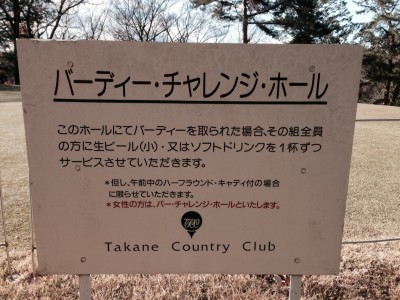 バーディー・チャレンジ・ホール
このホールにてバーディーを取られた場合、その組全員
の方に生ビール(小)・又はソフトドリンクを1杯ずつ
サービスさせていただきます。
*但し、午前中のハーフラウンド・キャディ付の場合
に限らせていただきます。
*女性の方は、パー・チャレンジ・ホールといたします。
Takane Country Club